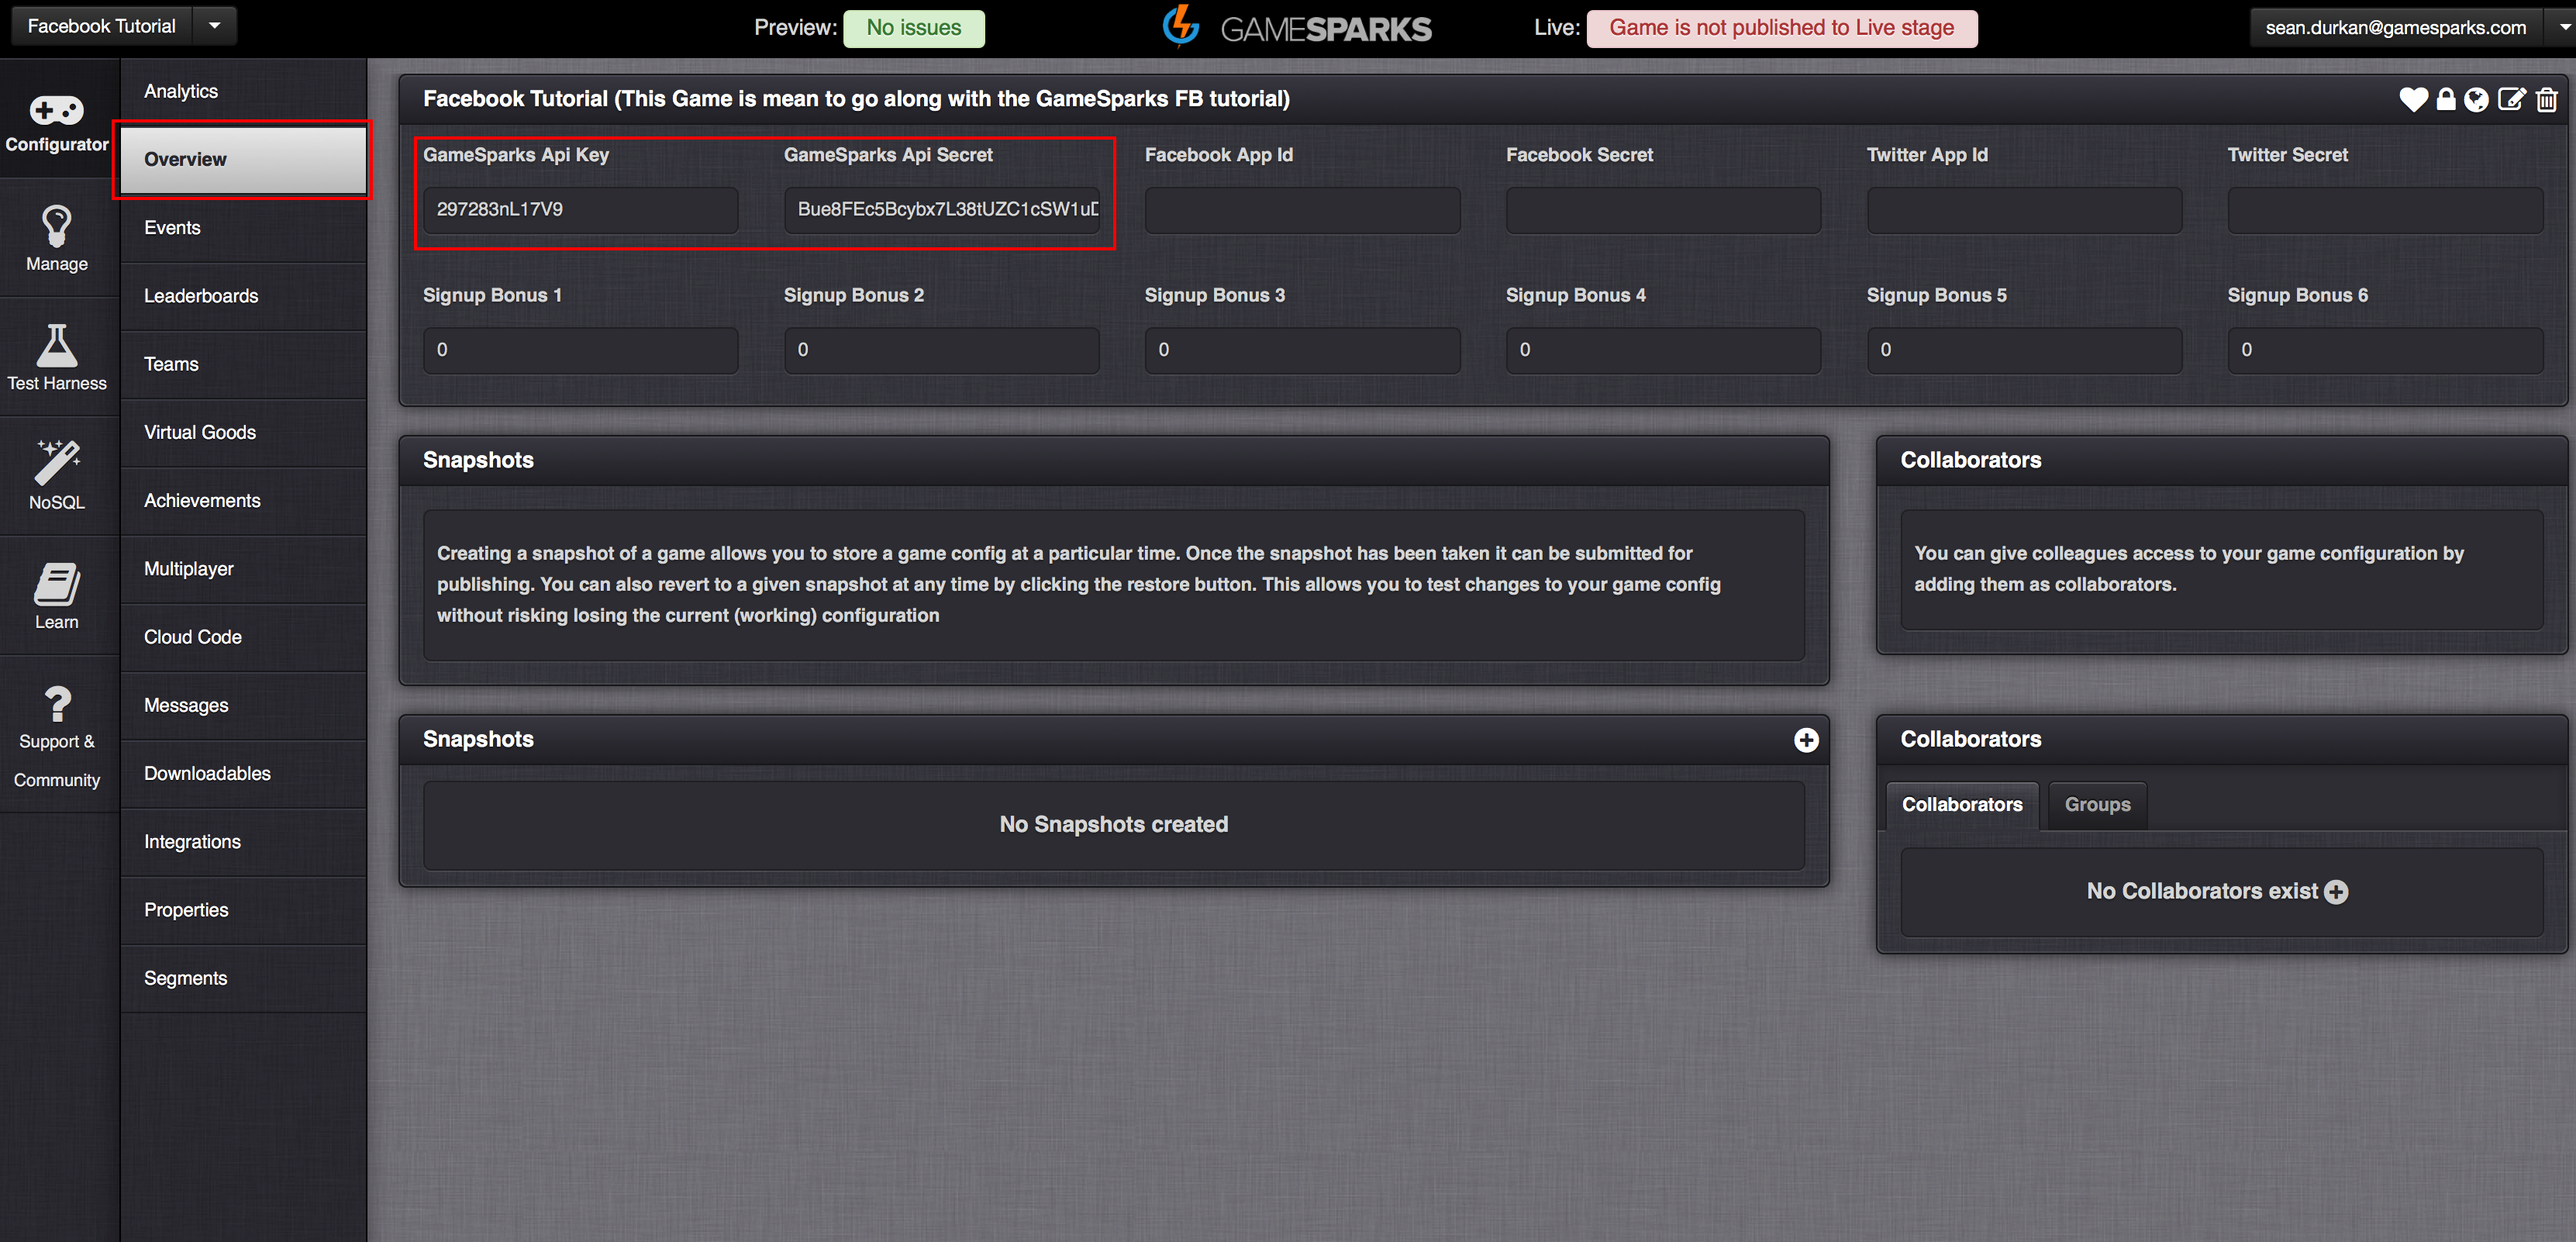 Facebook Tutorial
Preview: No issues
GAMESPARKS
Live: Game is not published to Live stage
sean.durkan@gamesparks.com
Configurator
Manage
Test Harness
NoSQL
Learn
Support &
Community
Analytics
Overview
Events
Leaderboards
Teams
Virtual Goods
Achievements
Multiplayer
Cloud Code
Messages
Downloadables
Integrations
Properties
Segments
Facebook Tutorial (This Game is mean to go along with the GameSparks FB tutorial)
GameSparks Api Key
297283nL17V9
GameSparks Api Secret
Bue8FEc5Bcybx7L38tUZC1cSW1uD
Facebook App Id
Facebook Secret
Twitter App Id
Twitter Secret
Signup Bonus 1
0
Signup Bonus 2
0
Signup Bonus 3
0
Signup Bonus 4
0
Signup Bonus 5
0
Signup Bonus 6
0
Snapshots
Creating a snapshot of a game allows you to store a game config at a particular time. Once the snapshot has been taken it can be submitted for
publishing. You can also revert to a given snapshot at any time by clicking the restore button. This allows you to test changes to your game config
without risking losing the current (working) configuration
Collaborators
You can give colleagues access to your game configuration by
adding them as collaborators.
Snapshots
No Snapshots created
Collaborators
Collaborators
Groups
No Collaborators exist